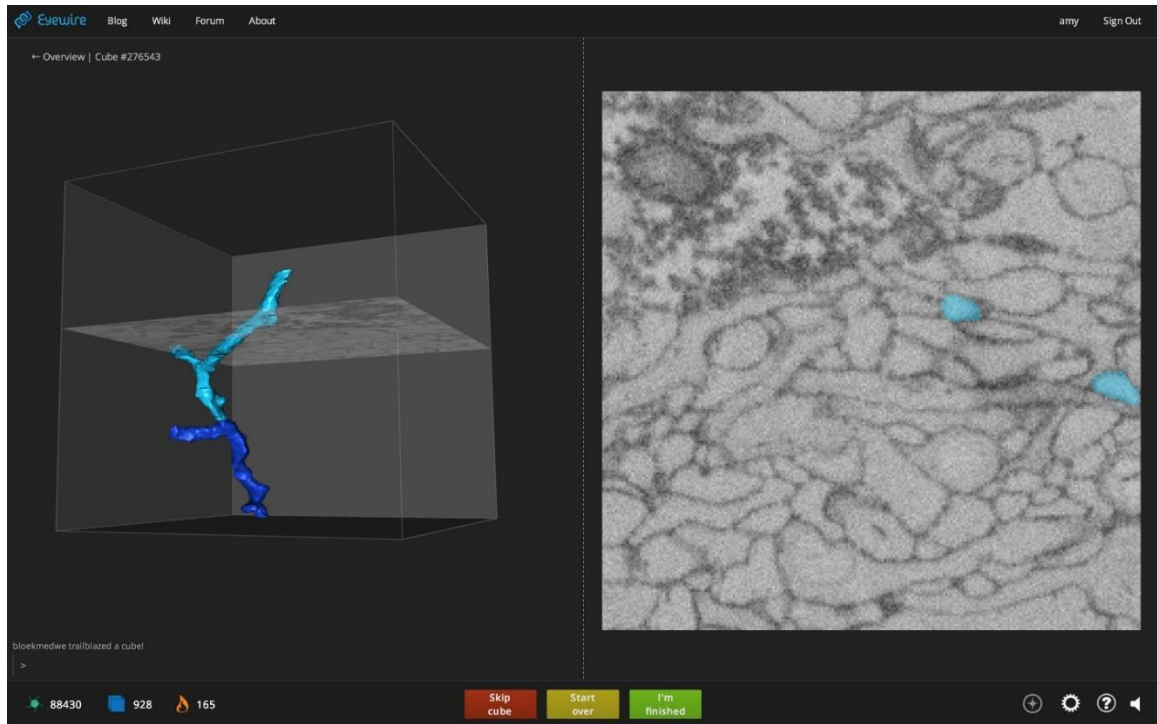 Eyewire Blog Wiki Forum About amy Sign Out
← Overview | Cube #276543
bloekmedwe trailblazed a cube!
>
88430 928 165 Skip cube Start over I'm finished ?